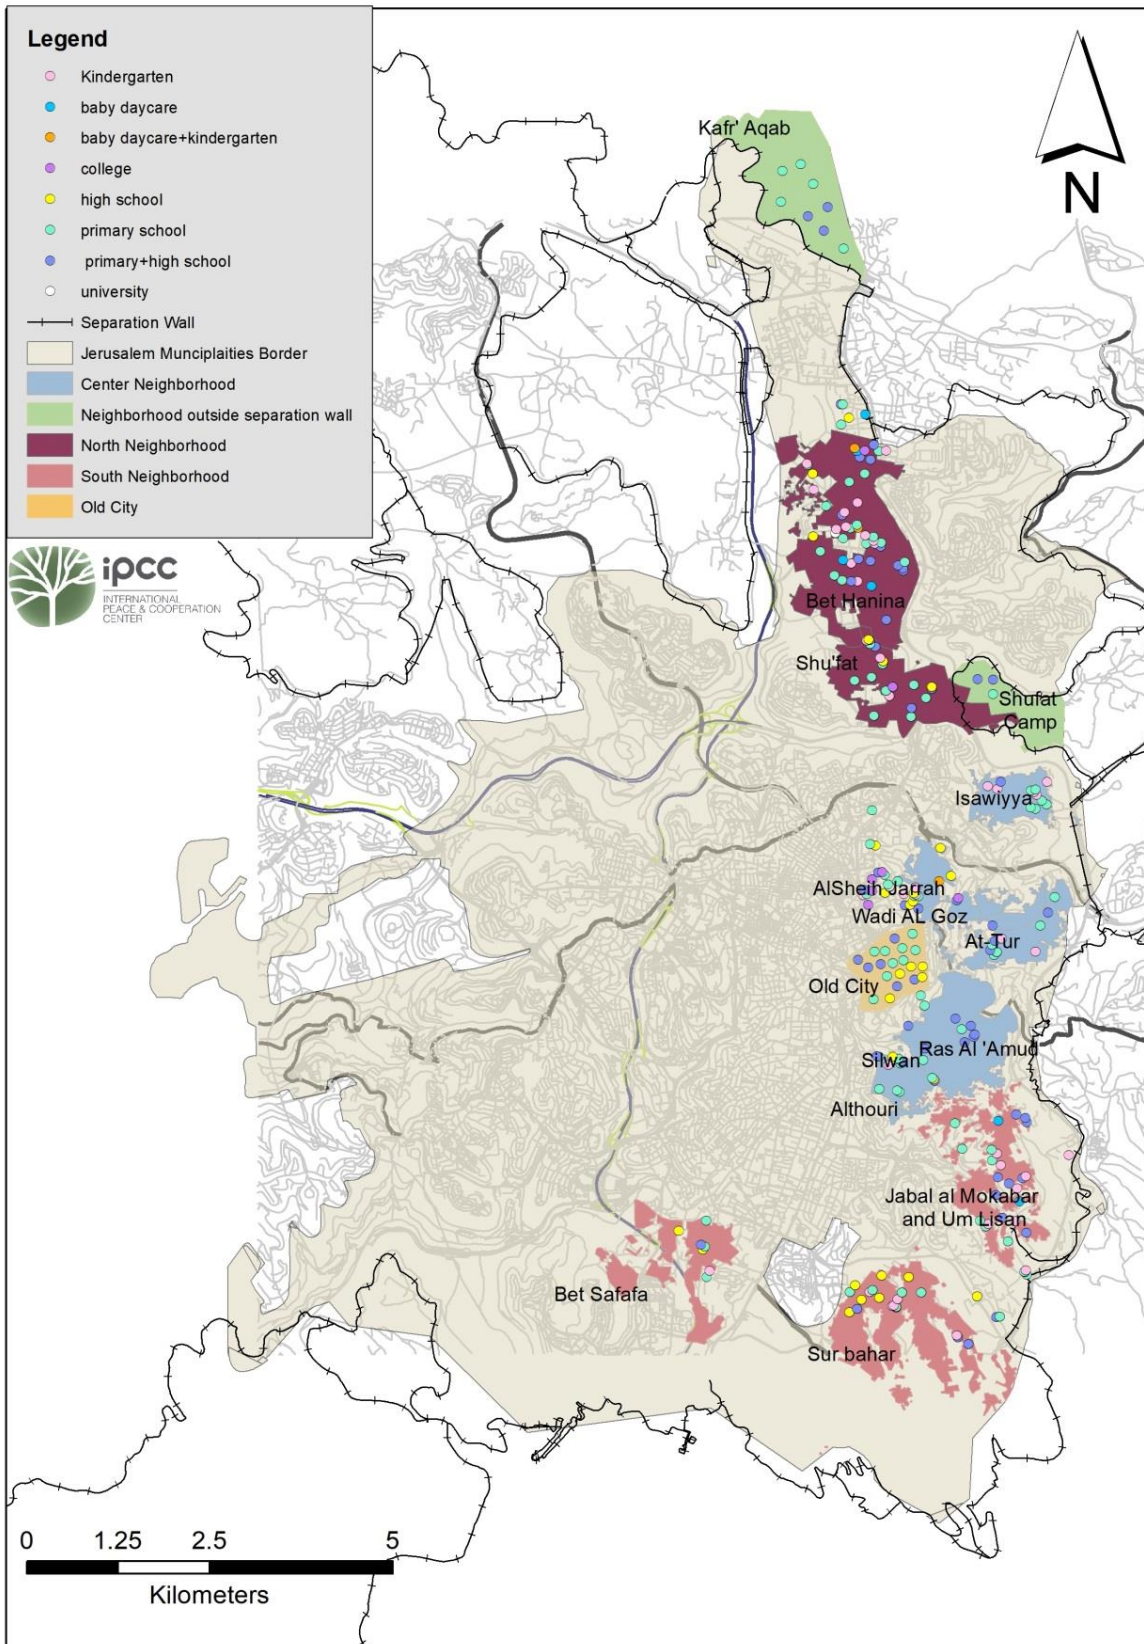 Legend
Kindergarten
baby daycare
baby daycare+kindergarten
college
high school
primary school
primary+high school
university
Separation Wall
Jerusalem Munciplaities Border
Center Neighborhood
Neighborhood outside separation wall
North Neighborhood
South Neighborhood
Old City
ipcc
INTERNATIONAL
PEACE & COOPERATION
CENTER
N
Kafr' Aqab
Bet Hanina
Shu'fat
Shufat
Camp
Isawiyya
AlSheih Jarrah
Wadi AL Goz
At-Tur
Old City
Ras Al 'Amud
Silwan
Althouri
Jabal al Mokabar
and Um Lisan
Bet Safafa
Sur bahar
0 1.25 2.5 5
Kilometers